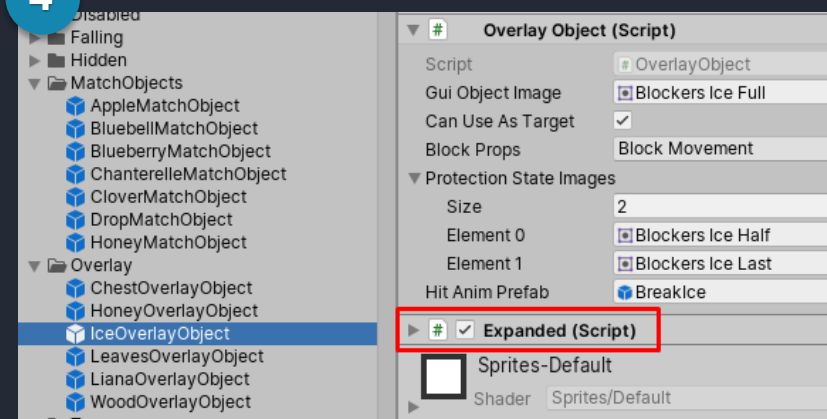 4
Disabled
Falling
Hidden
MatchObjects
AppleMatchObject
BluebellMatchObject
BlueberryMatchObject
ChanterelleMatchObject
CloverMatchObject
DropMatchObject
HoneyMatchObject
Overlay
ChestOverlayObject
HoneyOverlayObject
IceOverlayObject
LeavesOverlayObject
LianaOverlayObject
WoodOverlayObject
# Overlay Object (Script)
Script # OverlayObject
Gui Object Image Blockers Ice Full
Can Use As Target
Block Props Block Movement
Protection State Images
Size 2
Element 0 Blockers Ice Half
Element 1 Blockers Ice Last
Hit Anim Prefab BreakIce
# Expanded (Script)
Sprites-Default
Shader Sprites/Default